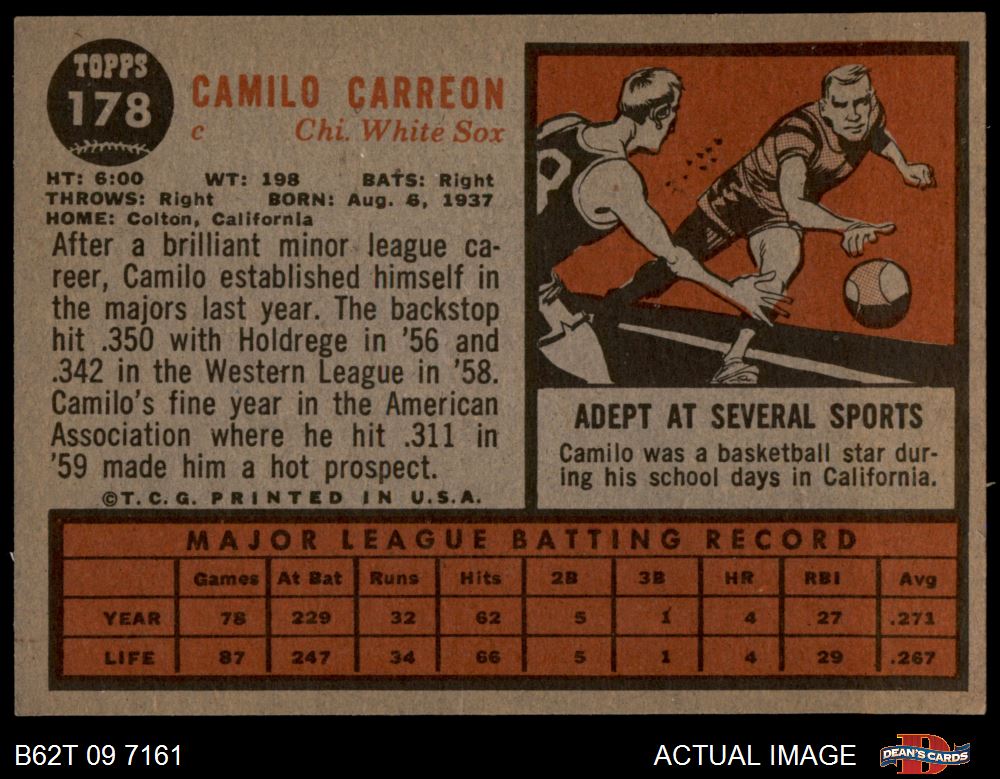 TOPPS
178
CAMILO CARREON
c Chi. White Sox
HT: 6:00 WT: 198 BATS: Right
THROWS: Right BORN: Aug. 6, 1937
HOME: Colton, California
After a brilliant minor league ca-
reer, Camilo established himself in
the majors last year. The backstop
hit .350 with Holdrege in '56 and
.342 in the Western League in '58.
Camilo's fine year in the American
Association where he hit .311 in
'59 made him a hot prospect.
©T.C.G. PRINTED IN U.S.A.
ADEPT AT SEVERAL SPORTS
Camilo was a basketball star dur-
ing his school days in California.
MAJOR LEAGUE BATTING RECORD
Games At Bat Runs Hits 2B 3B HR RBI Avg
YEAR 78 229 32 62 5 1 4 27 .271
LIFE 87 247 34 66 5 1 4 29 .267
B62T 09 7161 ACTUAL IMAGE DEAN'S CARDS